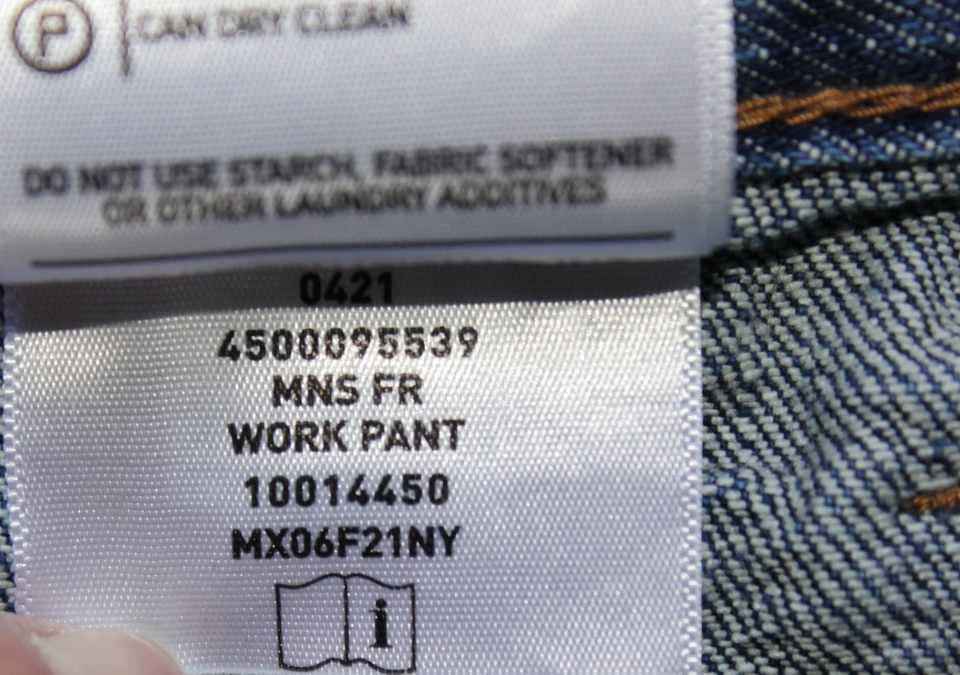 P
CAN DRY CLEAN
DO NOT USE STARCH, FABRIC SOFTENER
OR OTHER LAUNDRY ADDITIVES
0421
4500095539
MNS FR
WORK PANT
10014450
MX06F21NY
i